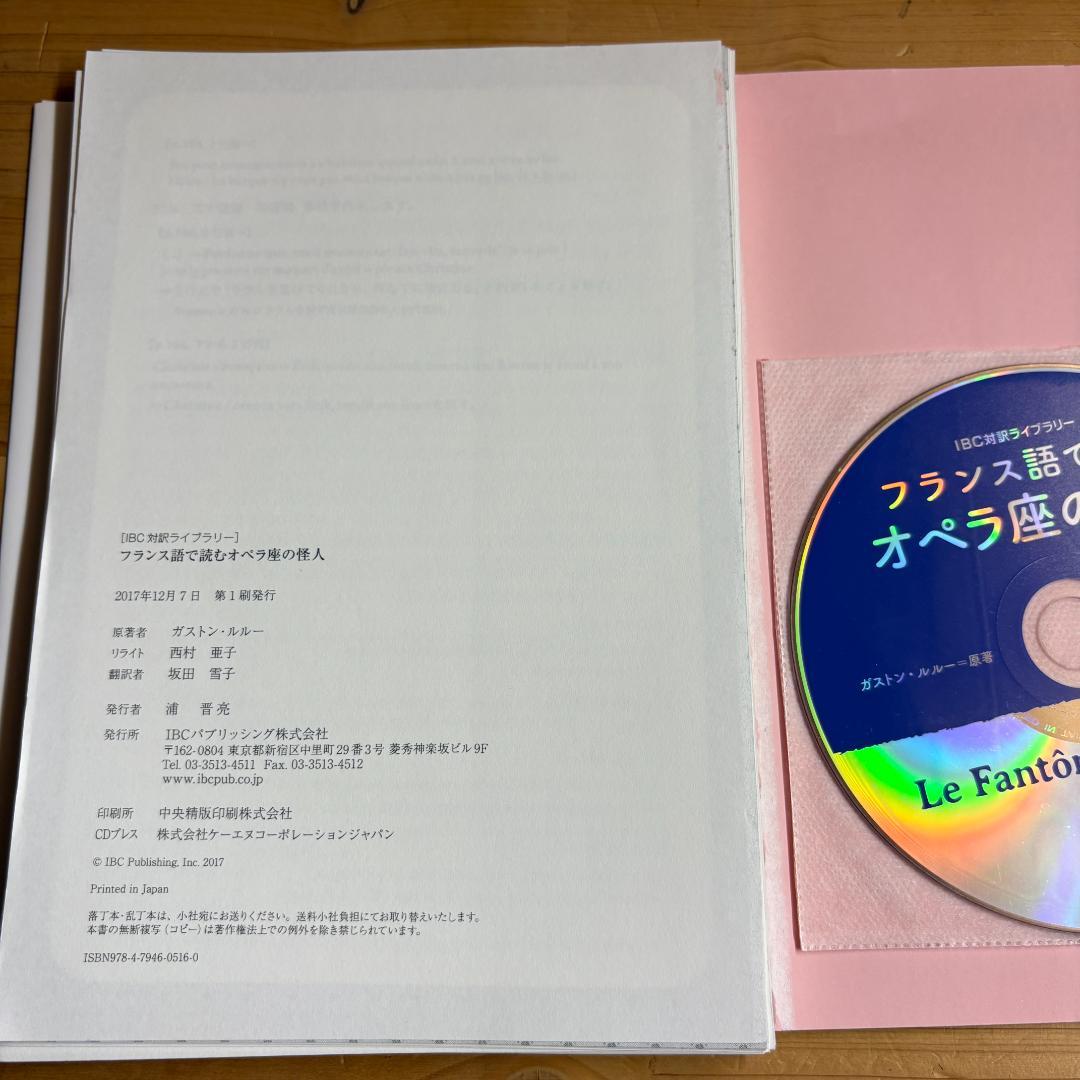 [IBC 対訳ライブラリー]
フランス語で読むオペラ座の怪人
2017年12月7日　第1刷発行
原著者　ガストン・ルルー
リライト　西村　亜子
翻訳者　坂田　雪子
発行者　浦　晋亮
発行所　IBCパブリッシング株式会社
〒162-0804 東京都新宿区中里町29番3号 菱秀神楽坂ビル9F
Tel. 03-3513-4511 Fax. 03-3513-4512
www.ibcpub.co.jp
印刷所　中央精版印刷株式会社
CDプレス　株式会社ケーエヌコーポレーションジャパン
© IBC Publishing, Inc. 2017
Printed in Japan
落丁本・乱丁本は、小社宛にお送りください。送料小社負担にてお取り替えいたします。
本書の無断複写（コピー）は著作権法上での例外を除き禁じられています。
ISBN978-4-7946-0516-0
IBC対訳ライブラリー
フランス語で
オペラ座の
ガストン・ルルー=原著
Le Fantôm